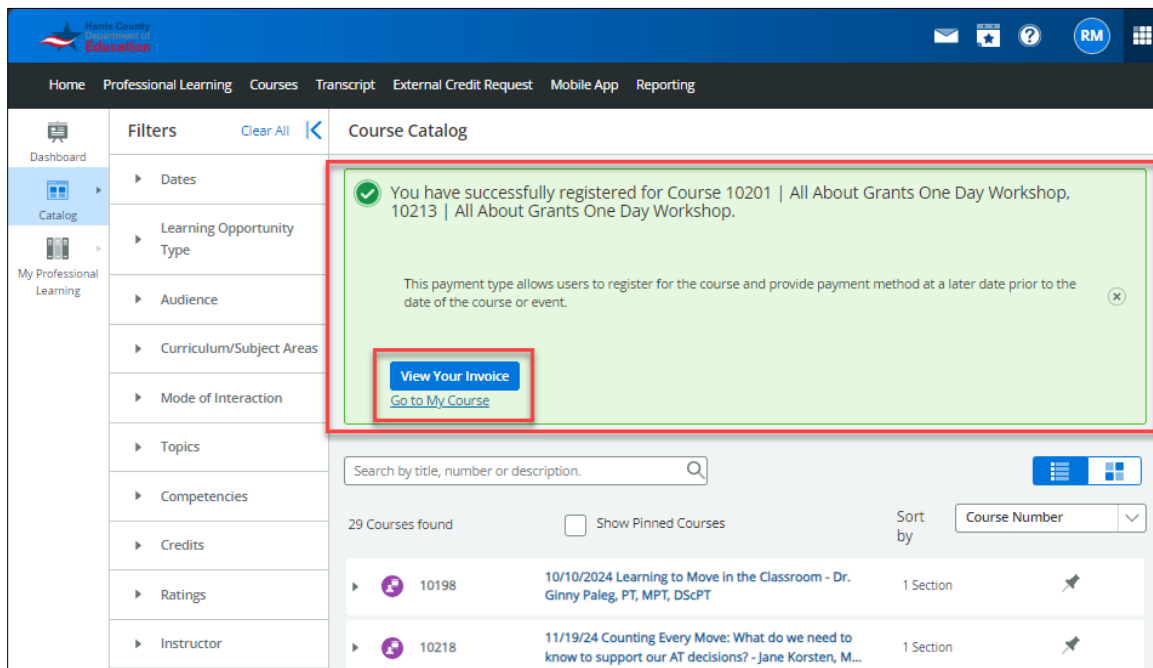 Harris County
Department of
Education
RM
Home Professional Learning Courses Transcript External Credit Request Mobile App Reporting
Dashboard
Catalog
My Professional
Learning
Filters Clear All
Dates
Learning Opportunity
Type
Audience
Curriculum/Subject Areas
Mode of Interaction
Topics
Competencies
Credits
Ratings
Instructor
Course Catalog
You have successfully registered for Course 10201 | All About Grants One Day Workshop,
10213 | All About Grants One Day Workshop.
This payment type allows users to register for the course and provide payment method at a later date prior to the
date of the course or event.
View Your Invoice
Go to My Course
Search by title, number or description.
29 Courses found Show Pinned Courses Sort
by Course Number
10198 10/10/2024 Learning to Move in the Classroom - Dr.
Ginny Paleg, PT, MPT, DScPT 1 Section
10218 11/19/24 Counting Every Move: What do we need to
know to support our AT decisions? - Jane Korsten, M... 1 Section